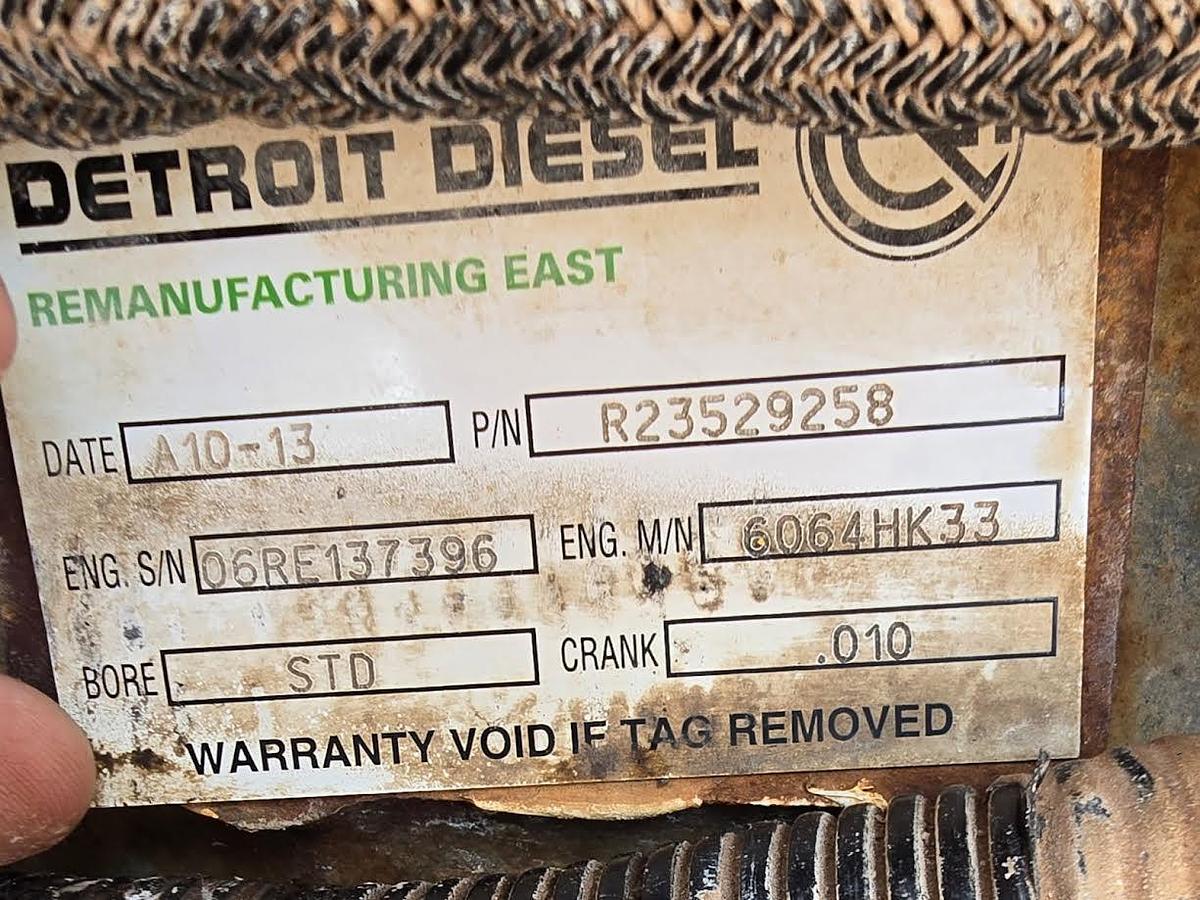 DETROIT DIESEL
REMANUFACTURING EAST
DATE A10-13 P/N R23529258
ENG. S/N 06RE137396 ENG. M/N 6064HK33
BORE STD CRANK .010
WARRANTY VOID IF TAG REMOVED